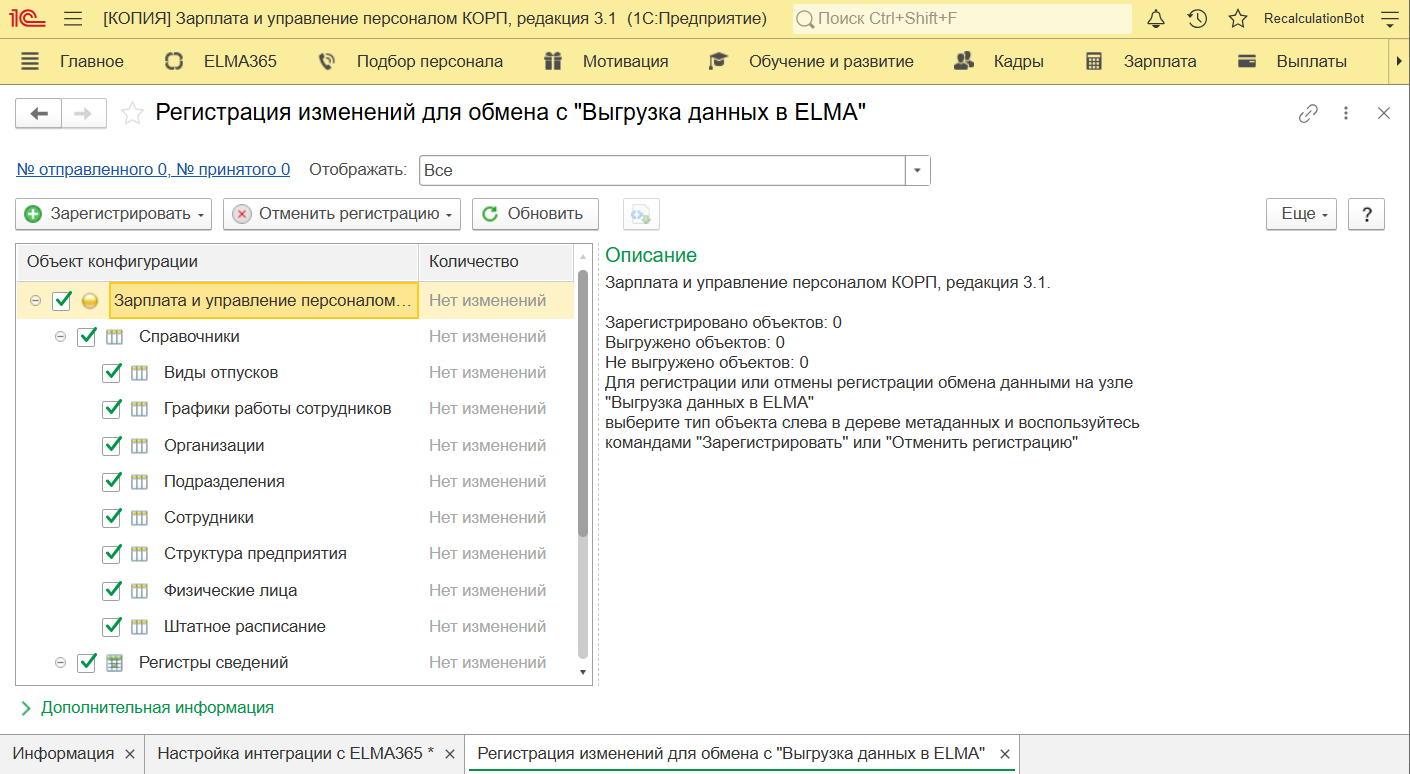 1С [КОПИЯ] Зарплата и управление персоналом КОРП, редакция 3.1 (1С:Предприятие) Поиск Ctrl+Shift+F RecalculationBot
Главное ELMA365 Подбор персонала Мотивация Обучение и развитие Кадры Зарплата Выплаты
Регистрация изменений для обмена с "Выгрузка данных в ELMA"
№ отправленного 0, № принятого 0 Отображать: Все
Зарегистрировать Отменить регистрацию Обновить Еще ?
Объект конфигурации Количество
Зарплата и управление персоналом... Нет изменений
Справочники Нет изменений
Виды отпусков Нет изменений
Графики работы сотрудников Нет изменений
Организации Нет изменений
Подразделения Нет изменений
Сотрудники Нет изменений
Структура предприятия Нет изменений
Физические лица Нет изменений
Штатное расписание Нет изменений
Регистры сведений Нет изменений
Описание
Зарплата и управление персоналом КОРП, редакция 3.1.
Зарегистрировано объектов: 0
Выгружено объектов: 0
Не выгружено объектов: 0
Для регистрации или отмены регистрации обмена данными на узле
"Выгрузка данных в ELMA"
выберите тип объекта слева в дереве метаданных и воспользуйтесь
командами "Зарегистрировать" или "Отменить регистрацию"
Дополнительная информация
Информация Настройка интеграции с ELMA365 * Регистрация изменений для обмена с "Выгрузка данных в ELMA"